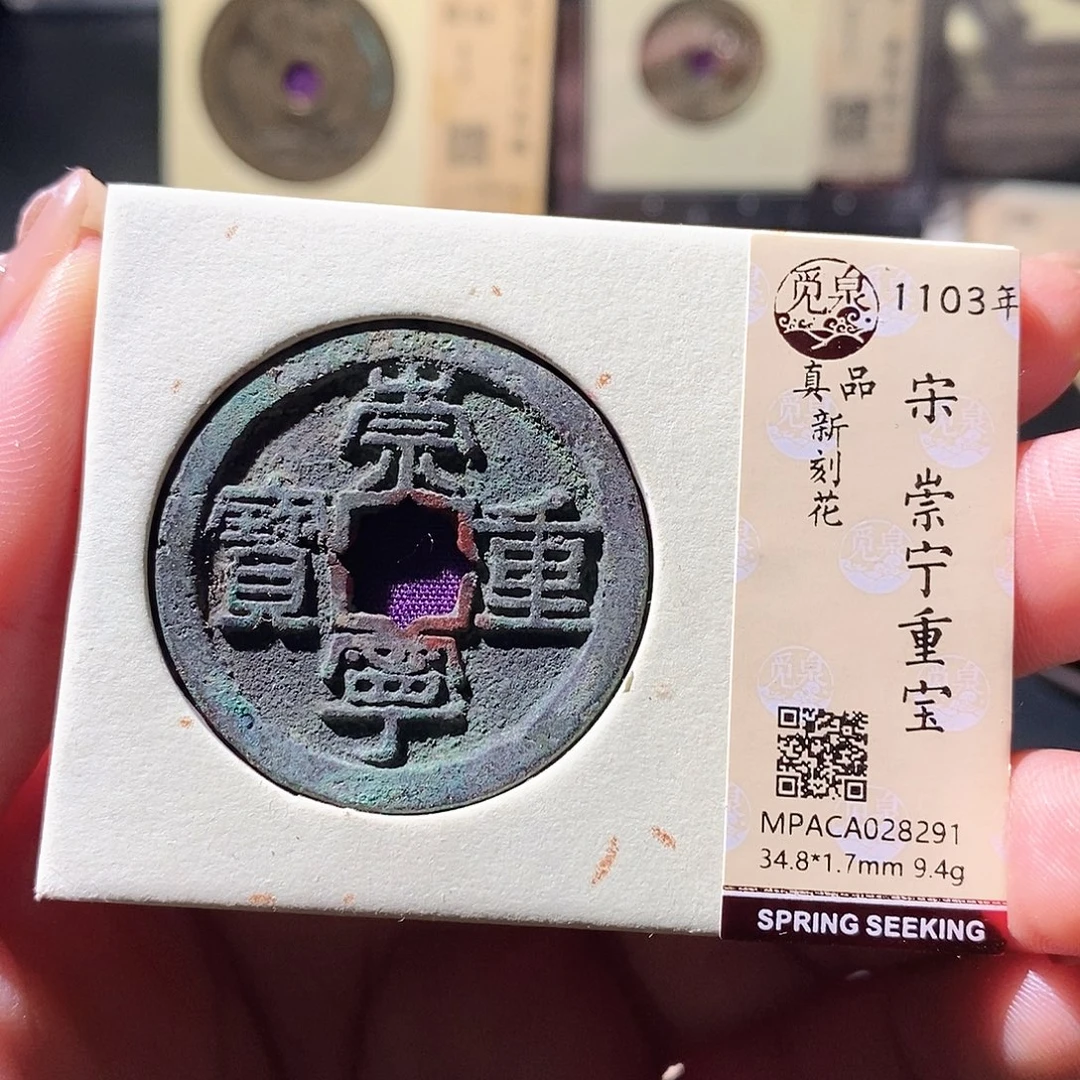 崇寧重寶
觅泉
1103年
真品
新刻花
宋 崇宁重宝
MPACA028291
34.8*1.7mm 9.4g
SPRING SEEKING